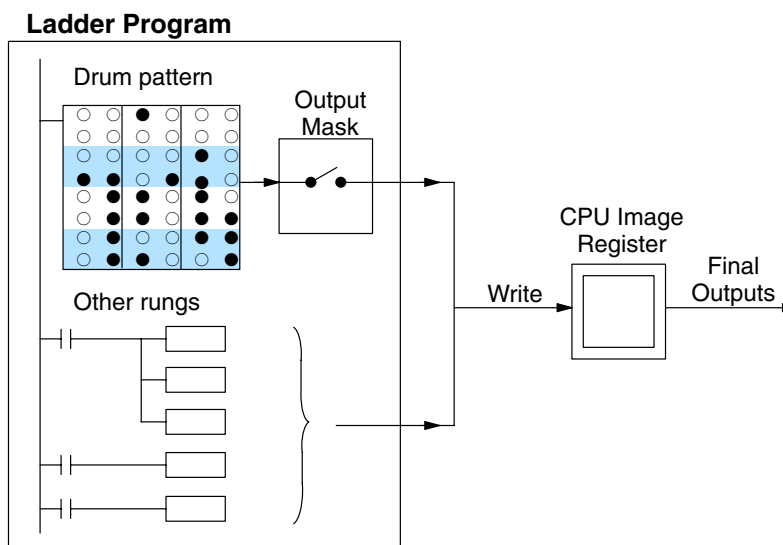 Ladder Program
Drum pattern
Output
Mask
CPU Image
Register
Final
Outputs
Write
Other rungs